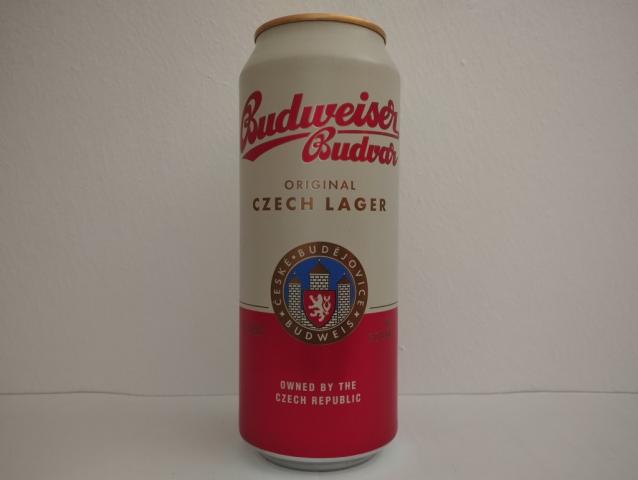 Budweiser
Budvar
ORIGINAL
CZECH LAGER
ČESKÉ • BUDĚJOVICE
BUDWEIS
OWNED BY THE
CZECH REPUBLIC